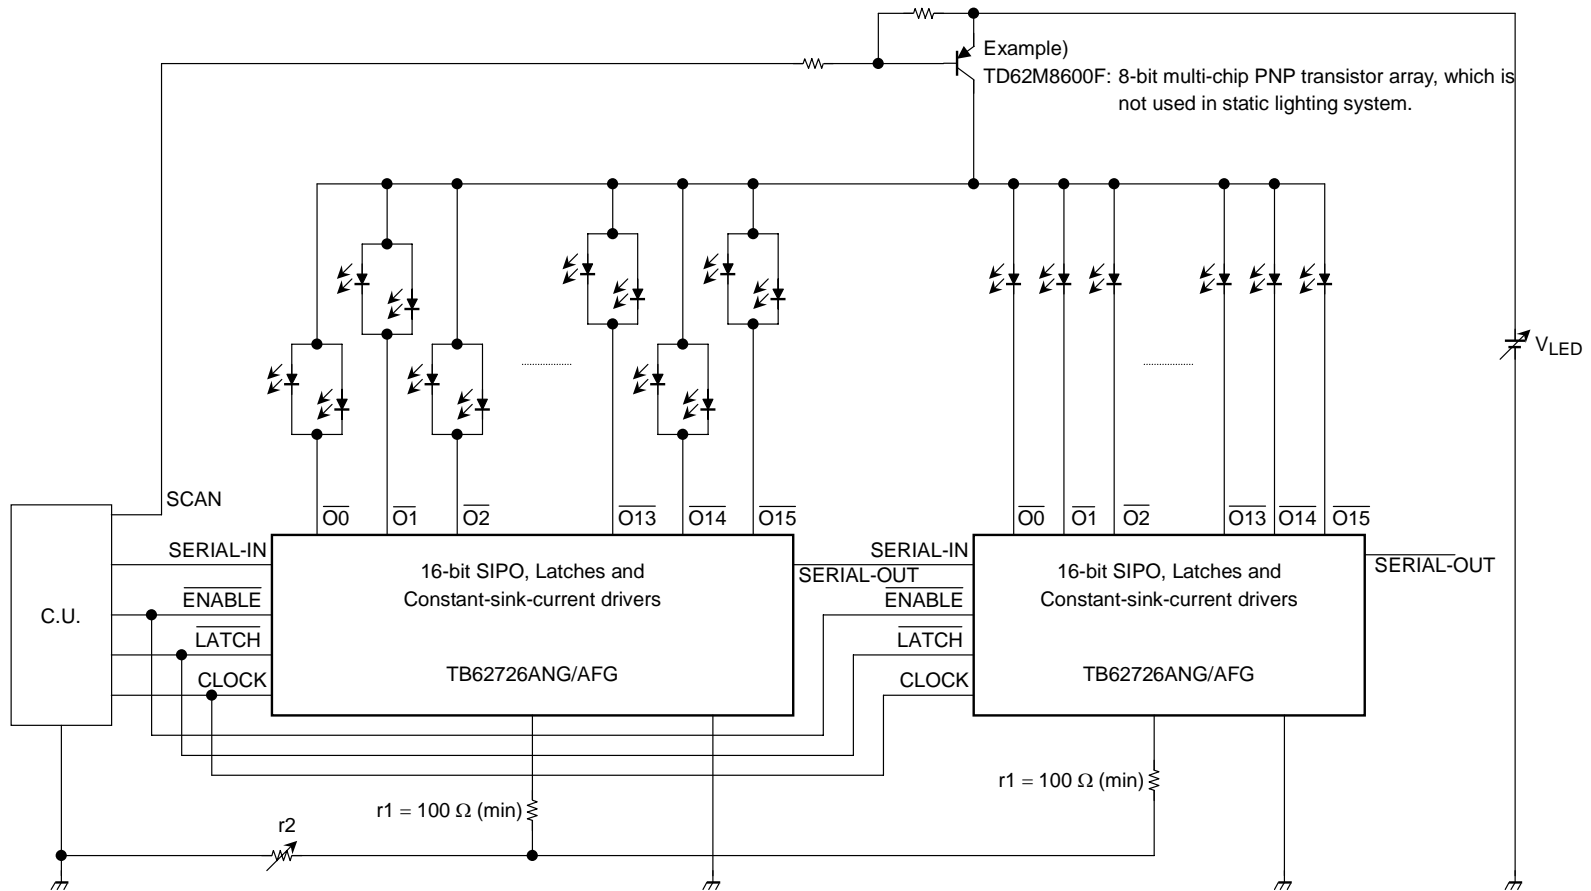 Example)
TD62M8600F: 8-bit multi-chip PNP transistor array, which is
not used in static lighting system.
VLED
SCAN
O0 O1 O2 O13 O14 O15
O0 O1 O2 O13 O14 O15
SERIAL-IN
ENABLE
LATCH
CLOCK
C.U.
16-bit SIPO, Latches and
Constant-sink-current drivers
TB62726ANG/AFG
SERIAL-OUT
SERIAL-IN
ENABLE
LATCH
CLOCK
16-bit SIPO, Latches and
Constant-sink-current drivers
TB62726ANG/AFG
SERIAL-OUT
r1 = 100 Ω (min)
r1 = 100 Ω (min)
r2